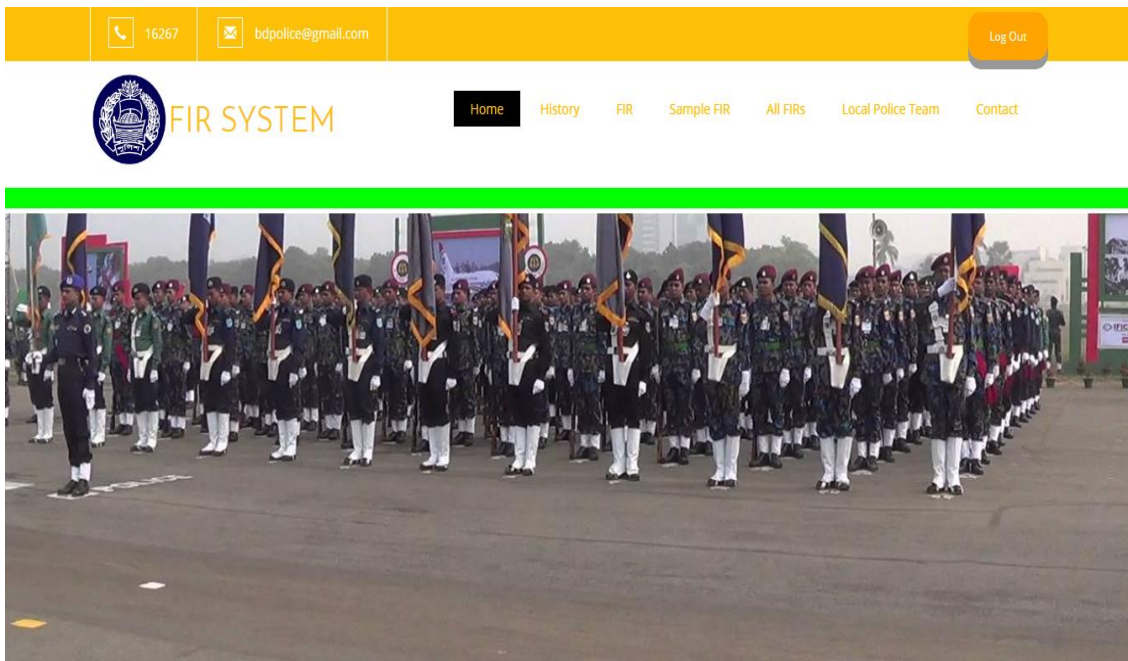 16267
bdpolice@gmail.com
Log Out
FIR SYSTEM
পুলিশ
Home
History
FIR
Sample FIR
All FIRs
Local Police Team
Contact
POLICE